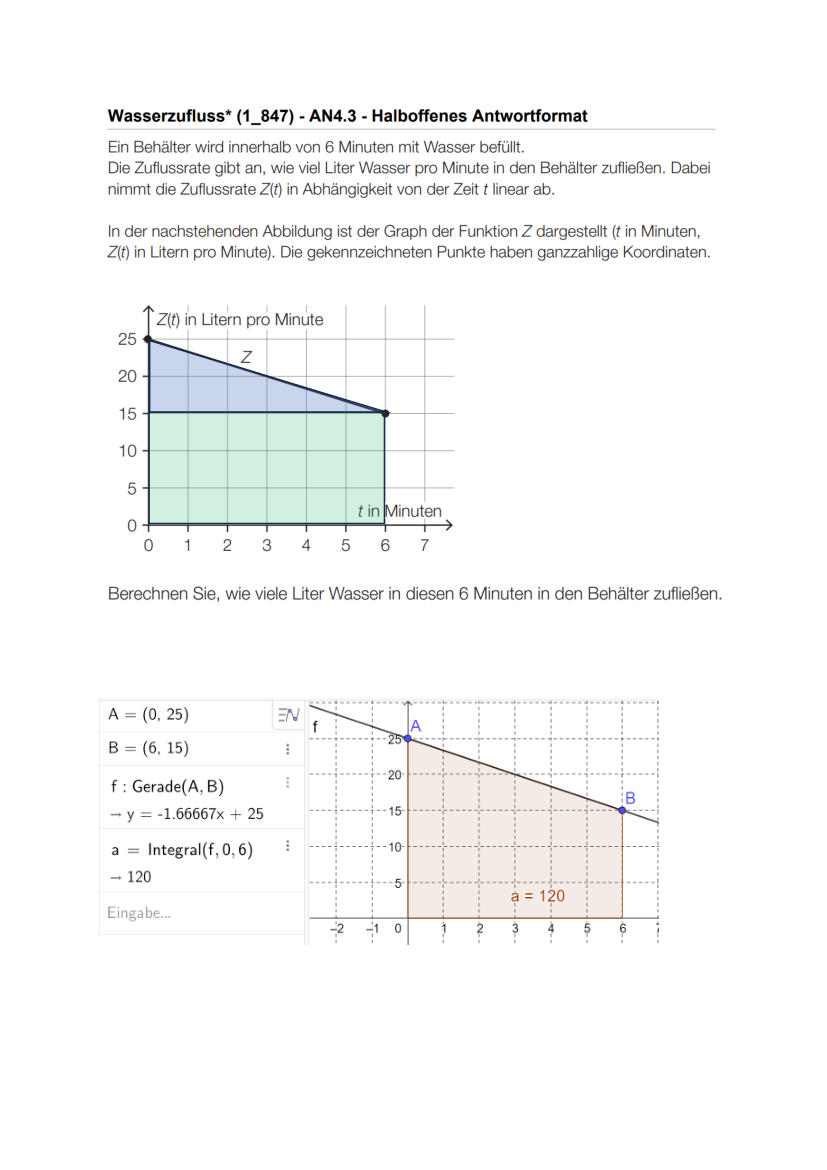 Wasserzufluss* (1_847) - AN4.3 - Halboffenes Antwortformat
Ein Behälter wird innerhalb von 6 Minuten mit Wasser befüllt.
Die Zuflussrate gibt an, wie viel Liter Wasser pro Minute in den Behälter zufließen. Dabei
nimmt die Zuflussrate Z(t) in Abhängigkeit von der Zeit t linear ab.
In der nachstehenden Abbildung ist der Graph der Funktion Z dargestellt (t in Minuten,
Z(t) in Litern pro Minute). Die gekennzeichneten Punkte haben ganzzahlige Koordinaten.
Z(t) in Litern pro Minute
25
Z
20
15
10
5
t in Minuten
0
0 1 2 3 4 5 6 7
Berechnen Sie, wie viele Liter Wasser in diesen 6 Minuten in den Behälter zufließen.
A = (0, 25)
B = (6, 15)
f : Gerade(A, B)
→ y = -1.66667x + 25
a = Integral(f, 0, 6)
→ 120
Eingabe...
f
A
25
20
B
15
10
5
a = 120
-2 -1 0 1 2 3 4 5 6